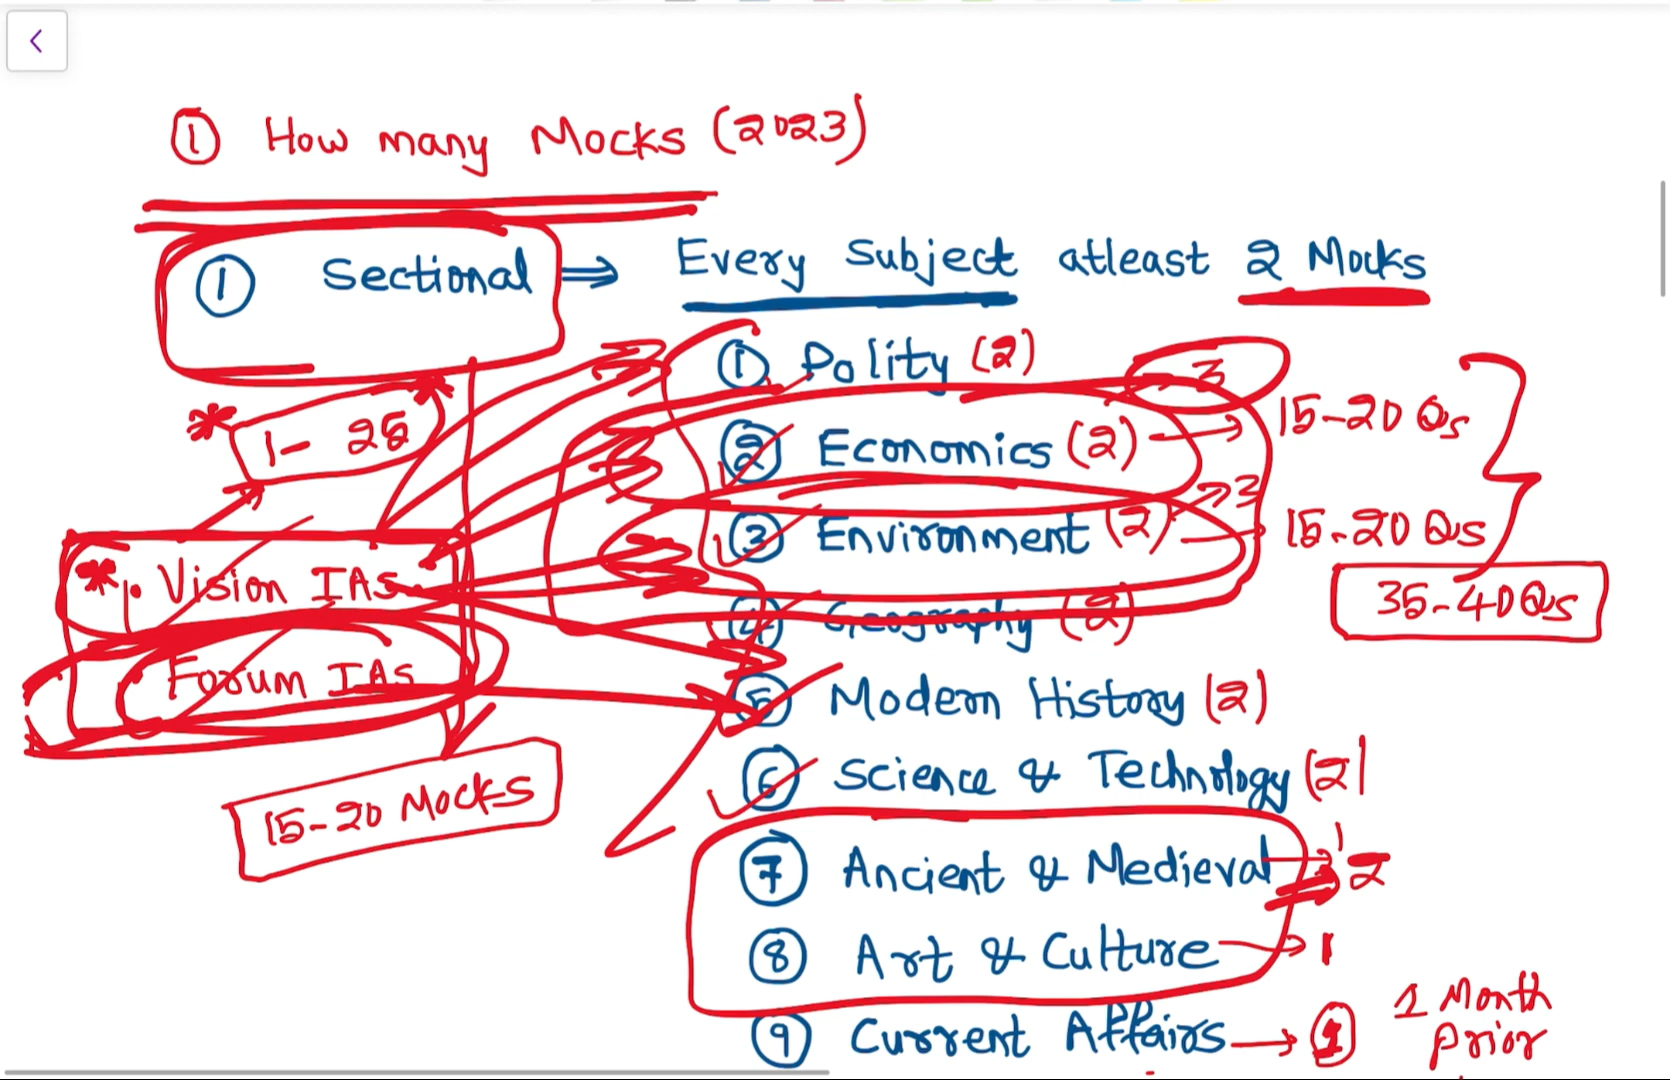 ① How many Mocks (2023)
① Sectional ⇒ Every Subject atleast 2 Mocks
① Polity (2) 3
② Economics (2) → 15-20 Qs
③ Environment (2) → 3 → 15-20 Qs
35-40 Qs
④ Geography (2)
⑤ Modern History (2)
⑥ Science & Technology (2)
⑦ Ancient & Medieval → 1 2
⑧ Art & Culture → 1
⑨ Current Affairs → 1 Month Prior
* 1-25 *
* 1. Vision IAS
Forum IAS
15-20 Mocks